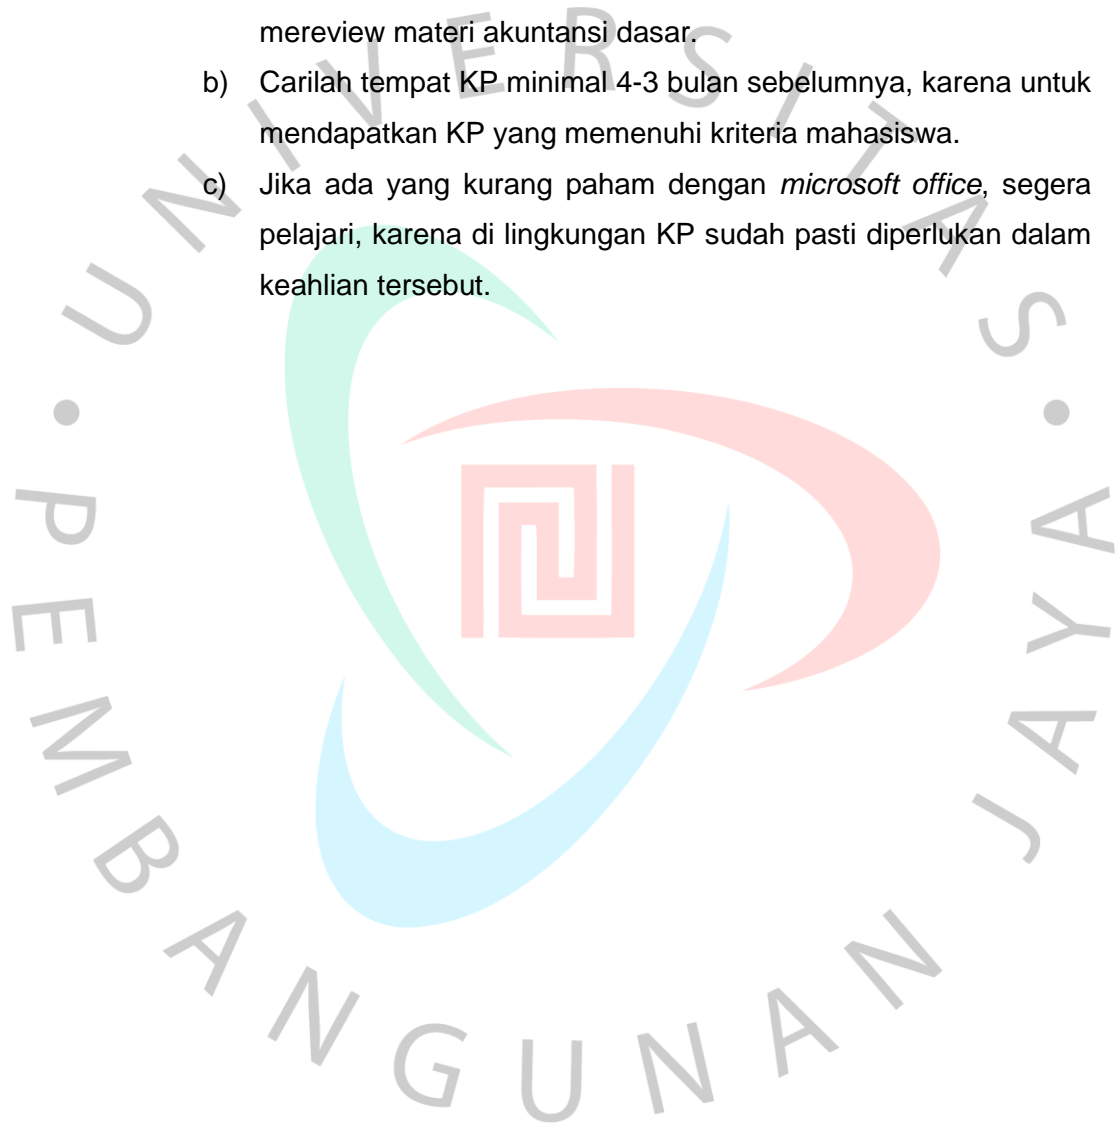 mereview materi akuntansi dasar.
b) Carilah tempat KP minimal 4-3 bulan sebelumnya, karena untuk
mendapatkan KP yang memenuhi kriteria mahasiswa.
c) Jika ada yang kurang paham dengan microsoft office, segera
pelajari, karena di lingkungan KP sudah pasti diperlukan dalam
keahlian tersebut.
UNIVERSITAS • PEMBANGUNAN JAYA •